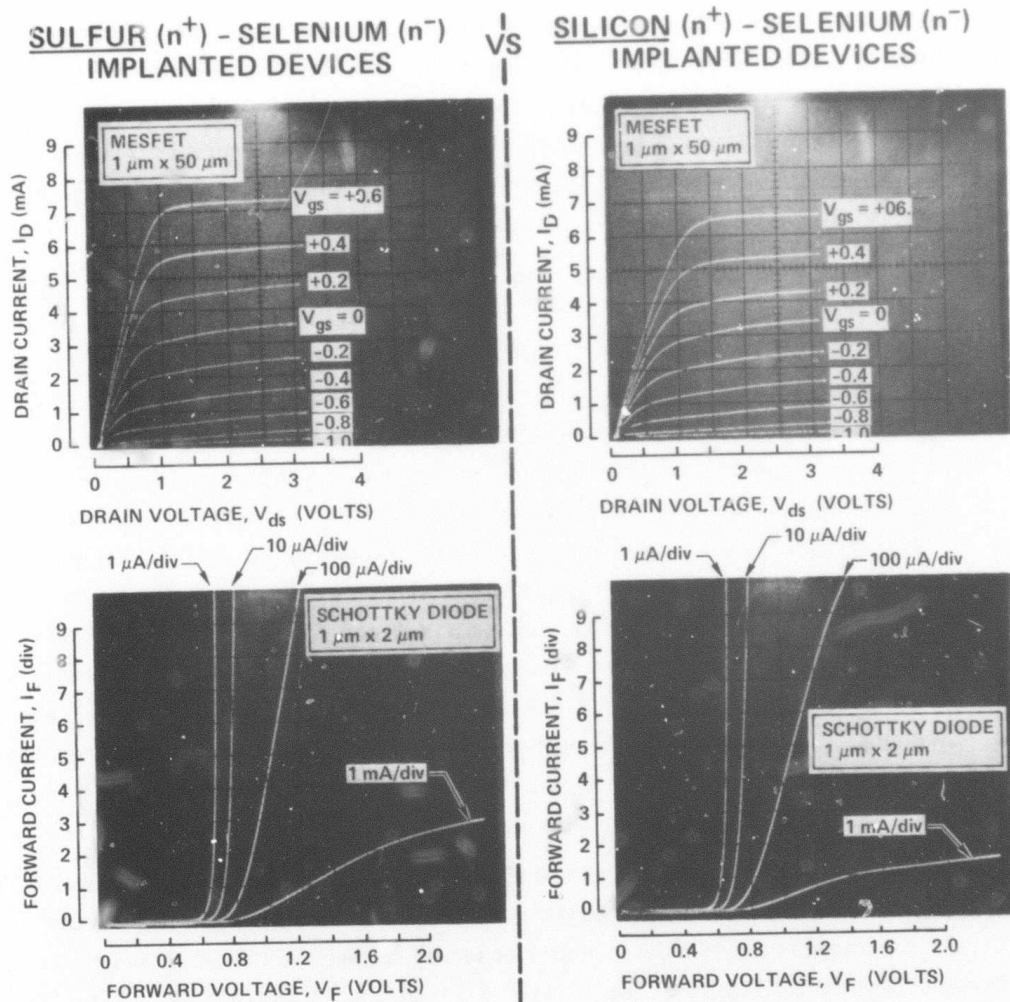 SULFUR (n+) – SELENIUM (n−)
IMPLANTED DEVICES
VS
SILICON (n+) – SELENIUM (n−)
IMPLANTED DEVICES
MESFET
1 μm x 50 μm
DRAIN CURRENT, ID (mA)
9
8
7
6
5
4
3
2
1
0
Vgs = +0.6
+0.4
+0.2
Vgs = 0
−0.2
−0.4
−0.6
−0.8
−1.0
0 1 2 3 4
DRAIN VOLTAGE, Vds (VOLTS)
MESFET
1 μm x 50 μm
DRAIN CURRENT, ID (mA)
9
8
7
6
5
4
3
2
1
0
Vgs = +06.
+0.4
+0.2
Vgs = 0
−0.2
−0.4
−0.6
−0.8
−1.0
0 1 2 3 4
DRAIN VOLTAGE, Vds (VOLTS)
1 μA/div
10 μA/div
100 μA/div
SCHOTTKY DIODE
1 μm x 2 μm
FORWARD CURRENT, IF (div)
9
8
7
6
5
4
3
2
1
0
1 mA/div
0 0.4 0.8 1.2 1.6 2.0
FORWARD VOLTAGE, VF (VOLTS)
1 μA/div
10 μA/div
100 μA/div
SCHOTTKY DIODE
1 μm x 2 μm
FORWARD CURRENT, IF (div)
9
8
7
6
5
4
3
2
1
0
1 mA/div
0 0.4 0.8 1.2 1.6 2.0
FORWARD VOLTAGE, VF (VOLTS)